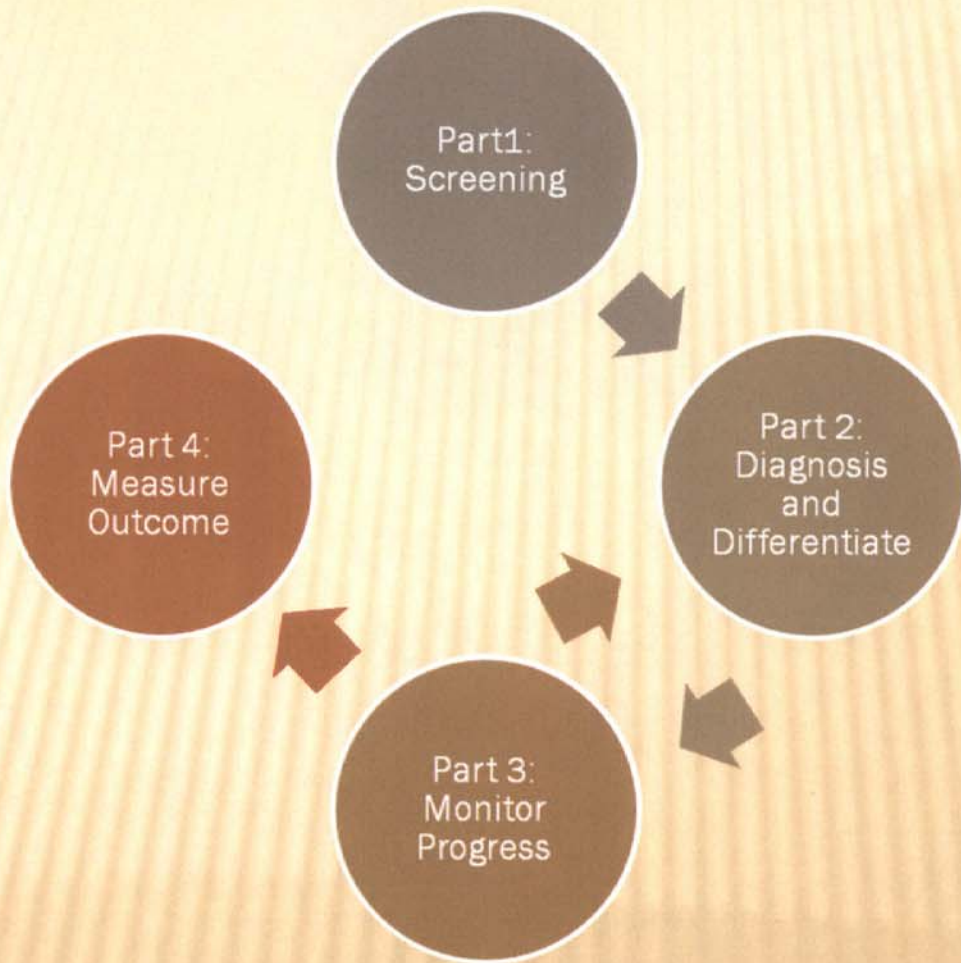 Part1:
Screening
Part 2:
Diagnosis
and
Differentiate
Part 3:
Monitor
Progress
Part 4:
Measure
Outcome